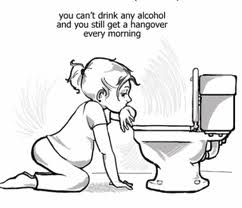 you can't drink any alcohol
and you still get a hangover
every morning